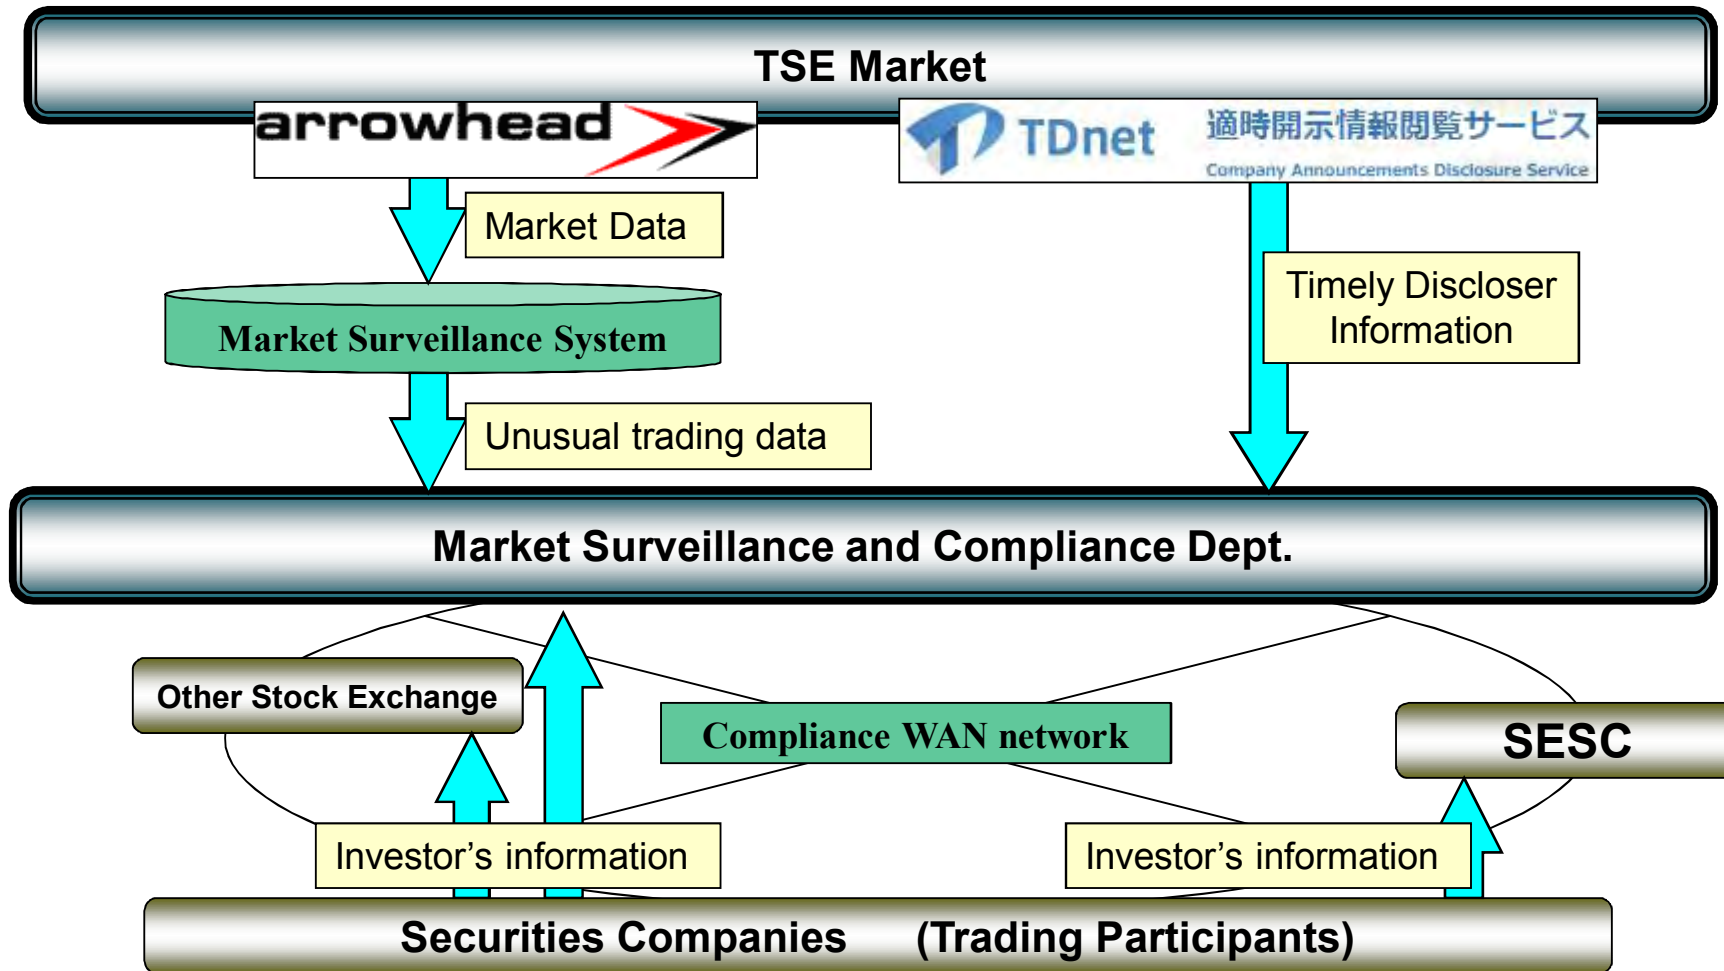 TSE Market
arrowhead
TDnet
適時開示情報閲覧サービス
Company Announcements Disclosure Service
Market Data
Timely Discloser
Information
Market Surveillance System
Unusual trading data
Market Surveillance and Compliance Dept.
Other Stock Exchange
Compliance WAN network
SESC
Investor’s information
Investor’s information
Securities Companies (Trading Participants)